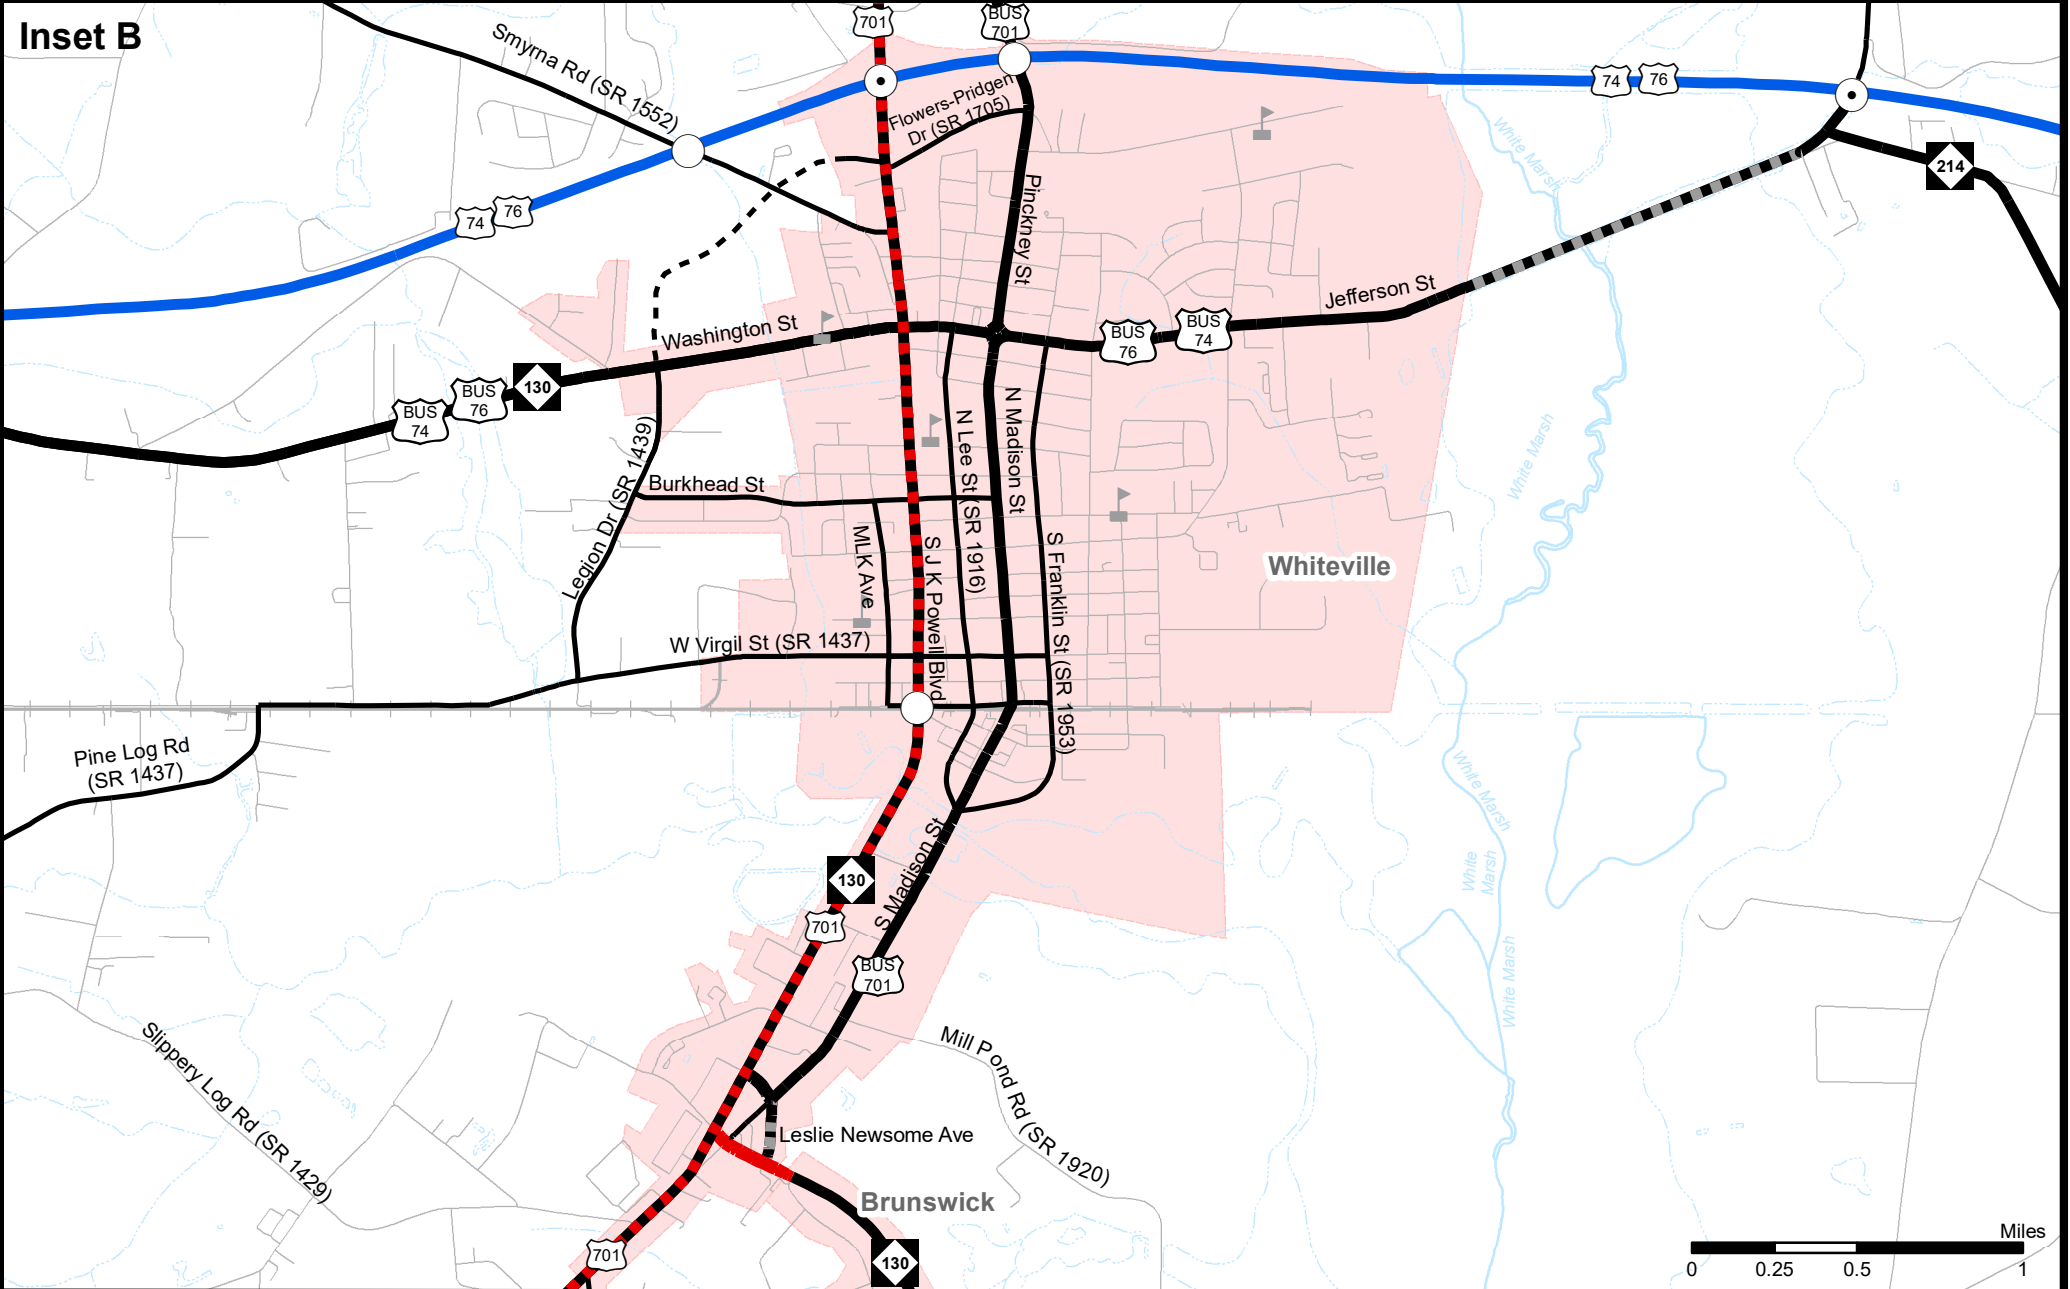 Inset B
701
BUS
701
Smyrna Rd (SR 1552)
Flowers-Pridgen
Dr (SR 1705)
74
76
White Marsh
214
74
76
Pinckney St
Jefferson St
Washington St
BUS
76
BUS
74
130
BUS
76
BUS
74
N Madison St
N Lee St (SR 1916)
Legion Dr (SR 1439)
Burkhead St
White Marsh
MLK Ave
S J K Powell Blvd
S Franklin St (SR 1953)
Whiteville
W Virgil St (SR 1437)
Pine Log Rd
(SR 1437)
White Marsh
White
Marsh
130
S Madison St
701
BUS
701
White Marsh
Slippery Log Rd (SR 1429)
Mill Pond Rd (SR 1920)
Leslie Newsome Ave
Brunswick
701
130
Miles
0 0.25 0.5 1